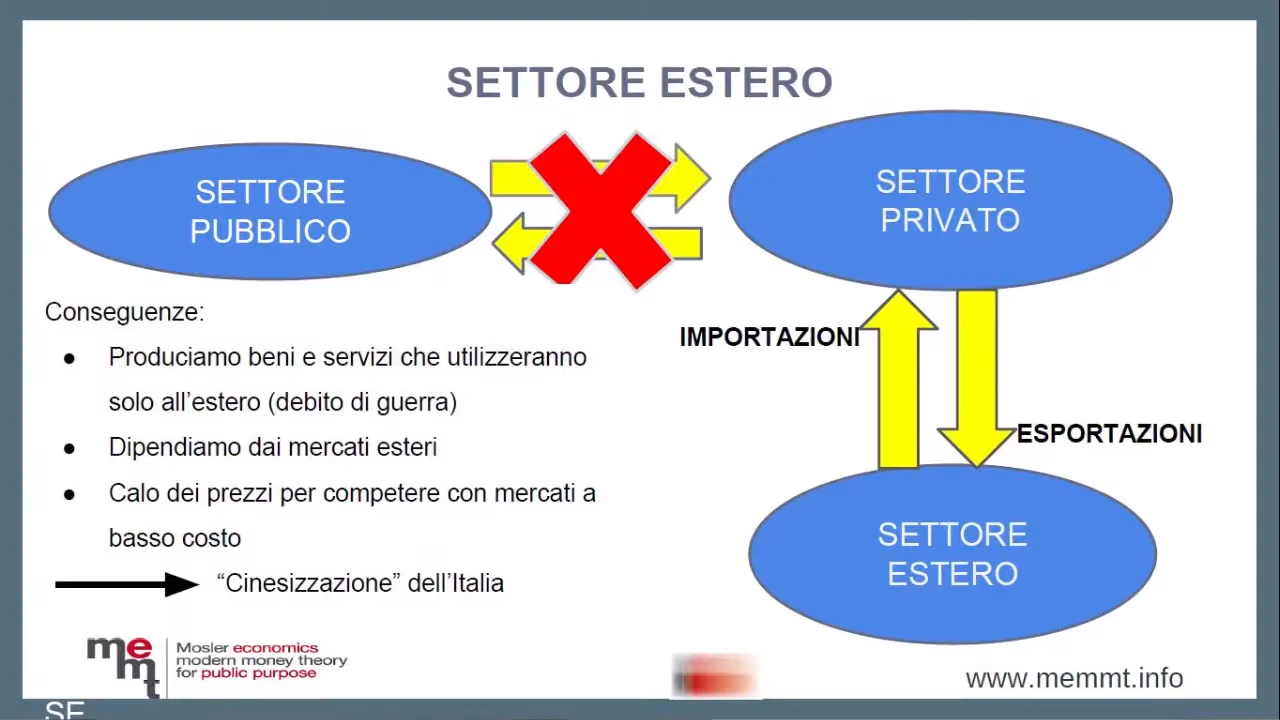 SETTORE ESTERO
SETTORE
PUBBLICO
SETTORE
PRIVATO
Conseguenze:
● Produciamo beni e servizi che utilizzeranno
solo all’estero (debito di guerra)
● Dipendiamo dai mercati esteri
● Calo dei prezzi per competere con mercati a
basso costo
“Cinesizzazione” dell’Italia
IMPORTAZIONI
ESPORTAZIONI
SETTORE
ESTERO
memmt
Mosler economics
modern money theory
for public purpose
www.memmt.info
SE